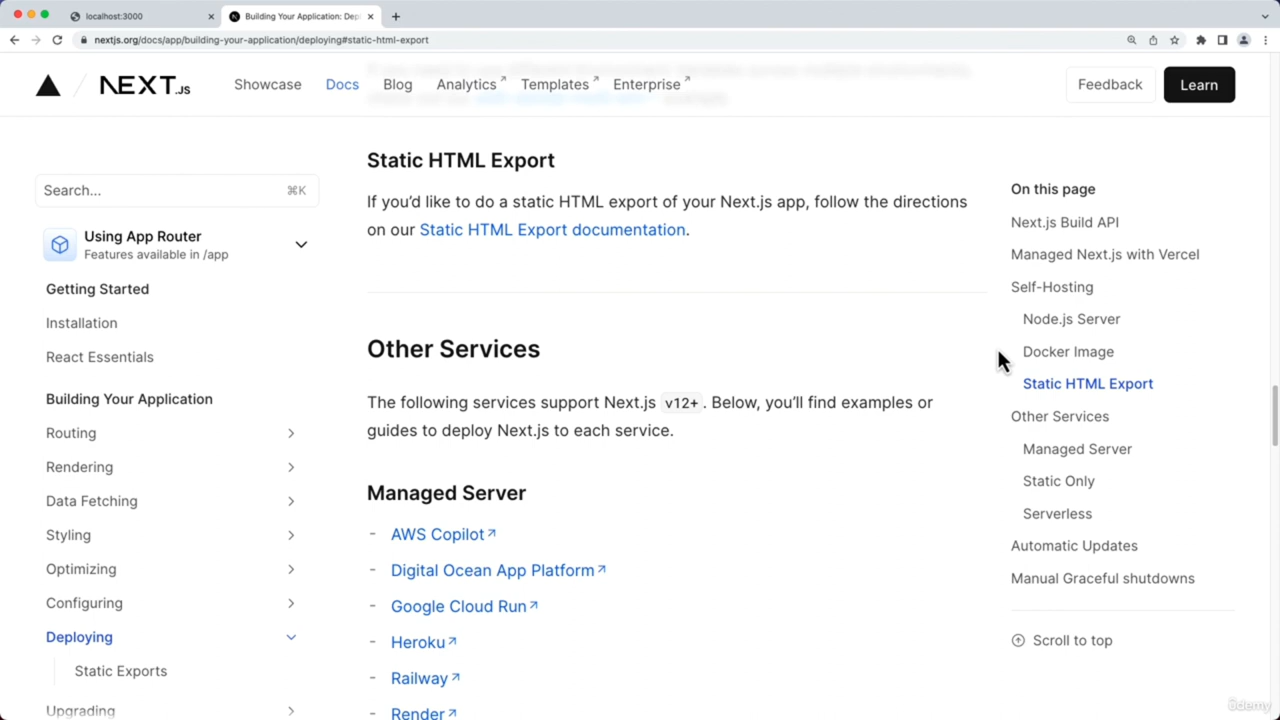 localhost:3000
Building Your Application: Dep
nextjs.org/docs/app/building-your-application/deploying#static-html-export
NEXT.JS
Showcase
Docs
Blog
Analytics
Templates
Enterprise
Feedback
Learn
Search...
⌘K
Using App Router
Features available in /app
Getting Started
Installation
React Essentials
Building Your Application
Routing
Rendering
Data Fetching
Styling
Optimizing
Configuring
Deploying
Static Exports
Upgrading
Static HTML Export
If you’d like to do a static HTML export of your Next.js app, follow the directions
on our Static HTML Export documentation.
Other Services
The following services support Next.js v12+. Below, you’ll find examples or
guides to deploy Next.js to each service.
Managed Server
- AWS Copilot
- Digital Ocean App Platform
- Google Cloud Run
- Heroku
- Railway
- Render
On this page
Next.js Build API
Managed Next.js with Vercel
Self-Hosting
Node.js Server
Docker Image
Static HTML Export
Other Services
Managed Server
Static Only
Serverless
Automatic Updates
Manual Graceful shutdowns
Scroll to top
ûdemy